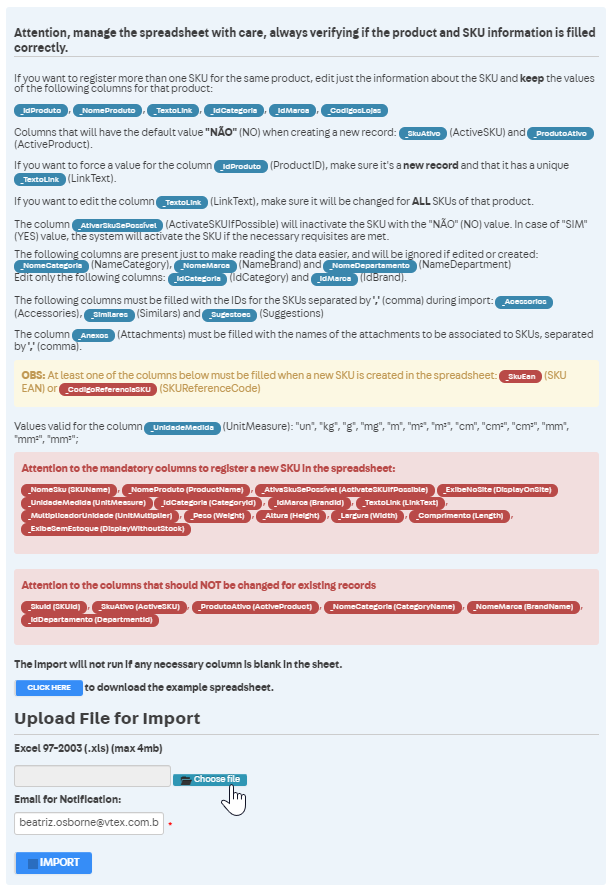 Attention, manage the spreadsheet with care, always verifying if the product and SKU information is filled
correctly.
If you want to register more than one SKU for the same product, edit just the information about the SKU and keep the values
of the following columns for that product:
_IdProduto , _NomeProduto , _TextoLink , _IdCategoria , _IdMarca , _CodigosLojas
Columns that will have the default value "NÃO" (NO) when creating a new record: _SkuAtivo (ActiveSKU) and _ProdutoAtivo
(ActiveProduct).
If you want to force a value for the column _IdProduto (ProductID), make sure it's a new record and that it has a unique
_TextoLink (LinkText).
If you want to edit the column _TextoLink (LinkText), make sure it will be changed for ALL SKUs of that product.
The column _AtivarSkuSePossível (ActivateSKUIfPossible) will inactivate the SKU with the "NÃO" (NO) value. In case of "SIM"
(YES) value, the system will activate the SKU if the necessary requisites are met.
The following columns are present just to make reading the data easier, and will be ignored if edited or created:
_NomeCategoria (NameCategory), _NomeMarca (NameBrand) and _NomeDepartamento (NameDepartment)
Edit only the following columns: _IdCategoria (IdCategory) and _IdMarca (IdBrand).
The following columns must be filled with the IDs for the SKUs separated by ',' (comma) during import: _Acessorios
(Accessories), _Similares (Similars) and _Sugestoes (Suggestions)
The column _Anexos (Attachments) must be filled with the names of the attachments to be associated to SKUs, separated
by ',' (comma).
OBS: At least one of the columns below must be filled when a new SKU is created in the spreadsheet: _SkuEan (SKU
EAN) or _CodigoReferenciaSKU (SKUReferenceCode)
Values valid for the column _UnidadeMedida (UnitMeasure): "un", "kg", "g", "mg", "m", "m²", "m³", "cm", "cm²", "cm³", "mm",
"mm²", "mm³";
Attention to the mandatory columns to register a new SKU in the spreadsheet:
_NomeSku (SKUName) , _NomeProduto (ProductName) , _AtivaSkuSePossível (ActivateSKUIfPossible) _ExibeNoSite (DisplayOnSite)
_UnidadeMedida (UnitMeasure) , _IdCategoria (CategoryId) , _IdMarca (BrandId) , _TextoLink (LinkText) ,
_MultiplicadorUnidade (UnitMultiplier) , _Peso (Weight) , _Altura (Height) , _Largura (Width) , _Comprimento (Length) ,
_ExibeSemEstoque (DisplayWithoutStock)
Attention to the columns that should NOT be changed for existing records
_SkuId (SKUId) , _SkuAtivo (ActiveSKU) , _ProdutoAtivo (ActiveProduct) , _NomeCategoria (CategoryName) , _NomeMarca (BrandName) ,
_IdDepartamento (DepartmentId)
The import will not run if any necessary column is blank in the sheet.
CLICK HERE to download the example spreadsheet.
Upload File for Import
Excel 97-2003 (.xls) (max 4mb)
Choose file
Email for Notification:
beatriz.osborne@vtex.com.b *
IMPORT